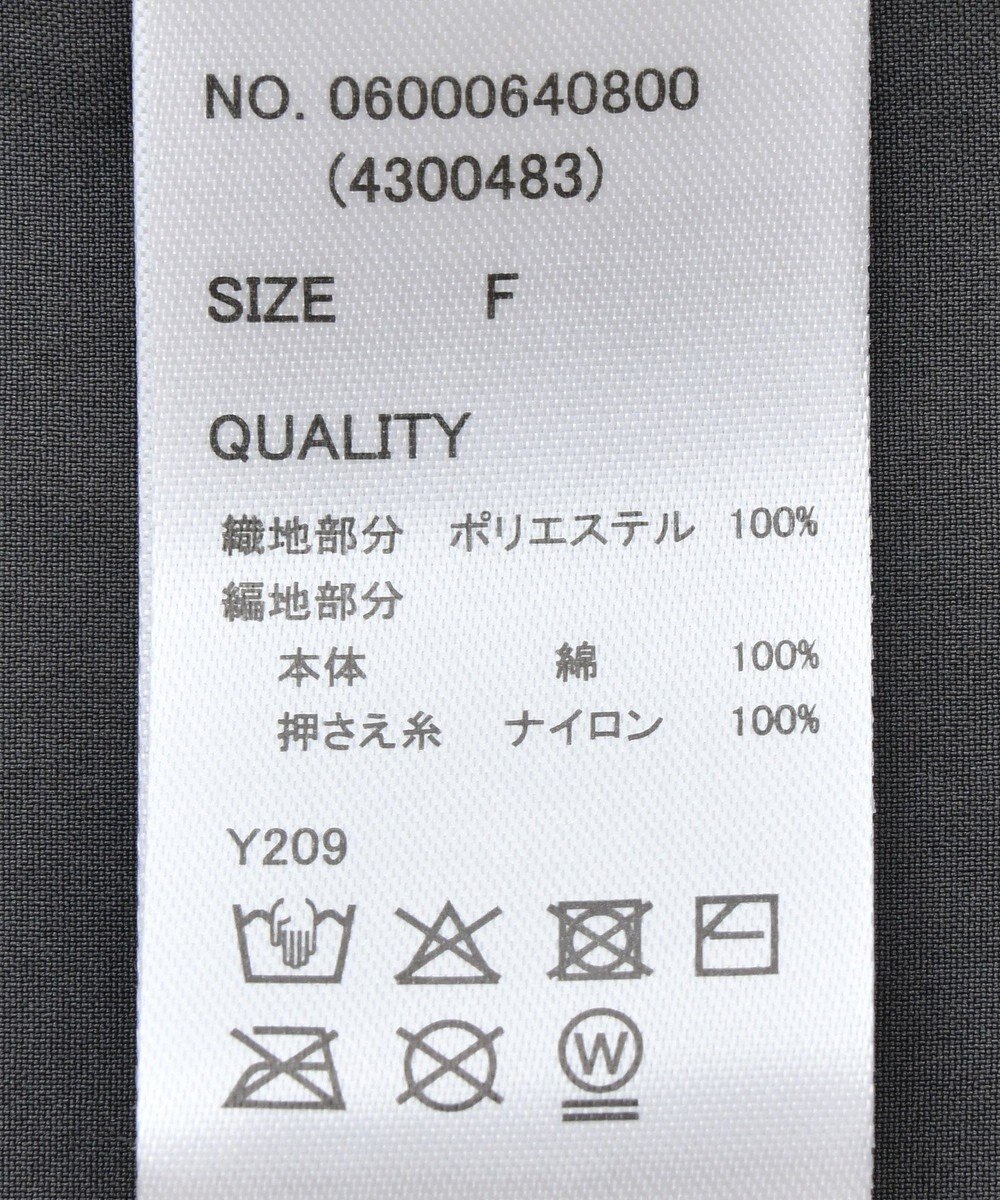 NO. 06000640800
(4300483)
SIZE F
QUALITY
織地部分 ポリエステル 100%
編地部分
本体 綿 100%
押さえ糸 ナイロン 100%
Y209
W